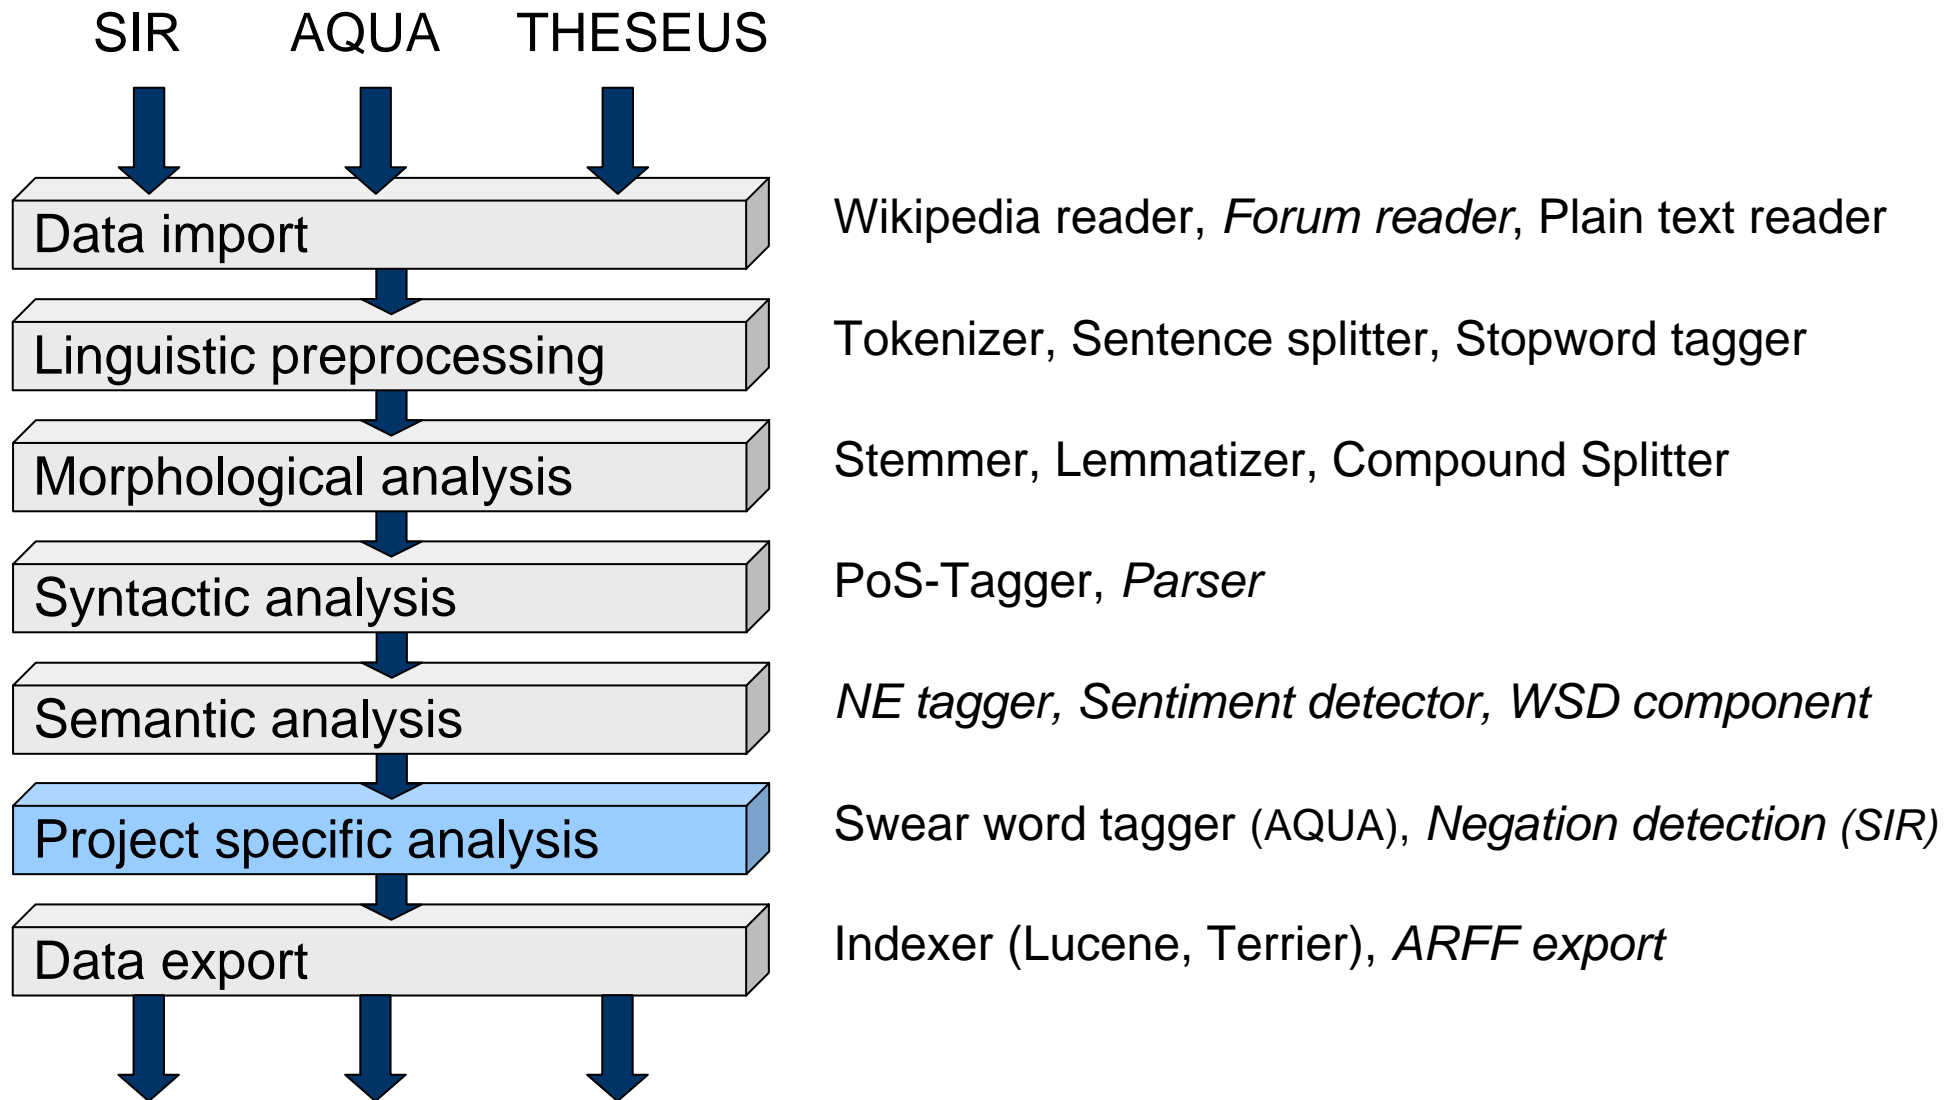 SIR AQUA THESEUS
Data import
Wikipedia reader, Forum reader, Plain text reader
Linguistic preprocessing
Tokenizer, Sentence splitter, Stopword tagger
Morphological analysis
Stemmer, Lemmatizer, Compound Splitter
Syntactic analysis
PoS-Tagger, Parser
Semantic analysis
NE tagger, Sentiment detector, WSD component
Project specific analysis
Swear word tagger (AQUA), Negation detection (SIR)
Data export
Indexer (Lucene, Terrier), ARFF export